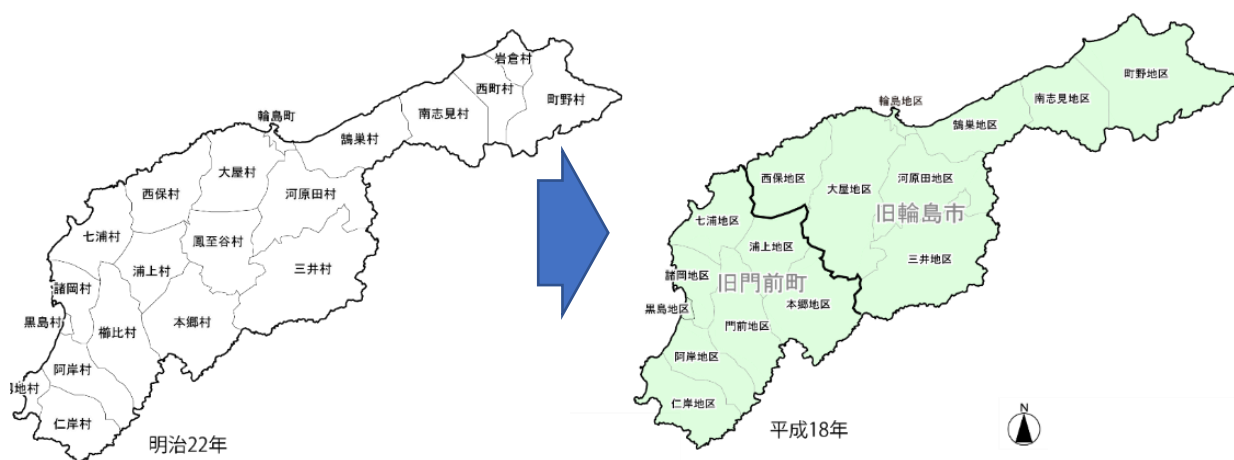 岩倉村
西町村
町野村
南志見村
輪島町
鵠巣村
大屋村
西保村
河原田村
七浦村
鳳至谷村
浦上村
三井村
諸岡村
黒島村
櫛比村
本郷村
阿岸村
地村
仁岸村
明治22年
町野地区
輪島地区
南志見地区
鵠巣地区
西保地区
大屋地区
河原田地区
旧輪島市
七浦地区
浦上地区
三井地区
諸岡地区
旧門前町
黒島地区
本郷地区
門前地区
阿岸地区
仁岸地区
平成18年
N